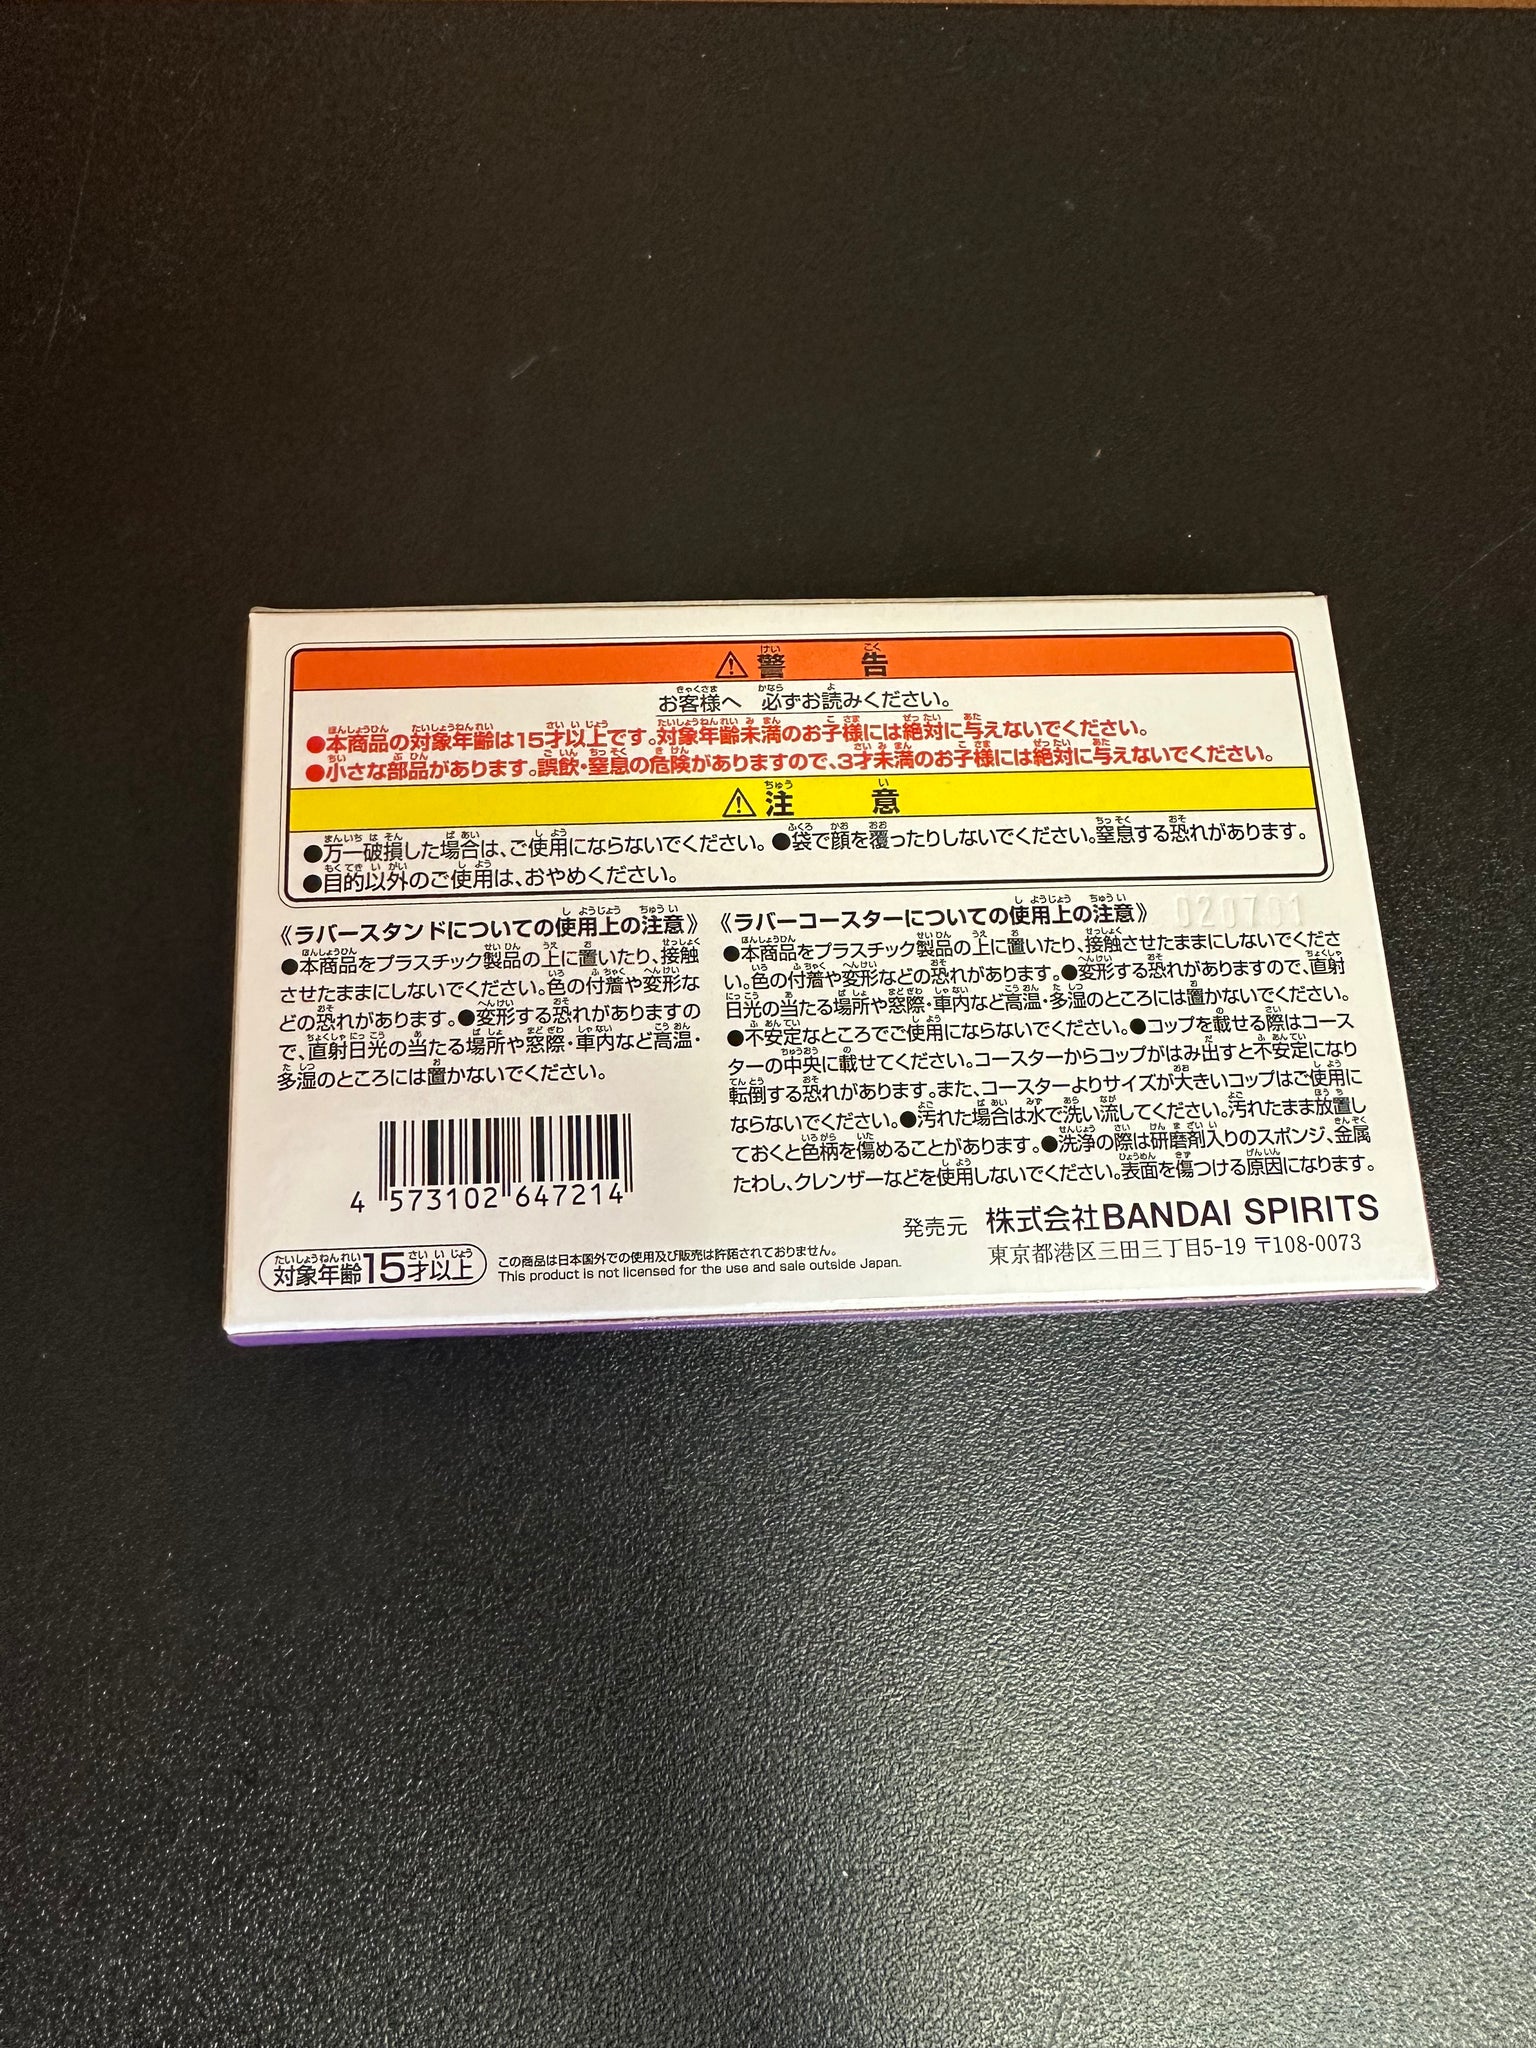 ⚠警告
お客様へ 必ずお読みください。
●本商品の対象年齢は15才以上です。対象年齢未満のお子様には絶対に与えないでください。
●小さな部品があります。誤飲・窒息の危険がありますので、3才未満のお子様には絶対に与えないでください。
⚠注意
●万一破損した場合は、ご使用にならないでください。●袋で顔を覆ったりしないでください。窒息する恐れがあります。
●目的以外のご使用は、おやめください。
《ラバースタンドについての使用上の注意》
●本商品をプラスチック製品の上に置いたり、接触
させたままにしないでください。色の付着や変形な
どの恐れがあります。●変形する恐れがありますの
で、直射日光の当たる場所や窓際・車内など高温・
多湿のところには置かないでください。
《ラバーコースターについての使用上の注意》
020701
●本商品をプラスチック製品の上に置いたり、接触させたままにしないでくださ
い。色の付着や変形などの恐れがあります。●変形する恐れがありますので、直射
日光の当たる場所や窓際・車内など高温・多湿のところには置かないでください。
●不安定なところでご使用にならないでください。●コップを載せる際はコース
ターの中央に載せてください。コースターからコップがはみ出すと不安定になり
転倒する恐れがあります。また、コースターよりサイズが大きいコップはご使用に
ならないでください。●汚れた場合は水で洗い流してください。汚れたまま放置し
ておくと色柄を傷めることがあります。●洗浄の際は研磨剤入りのスポンジ、金属
たわし、クレンザーなどを使用しないでください。表面を傷つける原因になります。
4 573102 647214
発売元 株式会社BANDAI SPIRITS
東京都港区三田三丁目5-19 〒108-0073
対象年齢15才以上
この商品は日本国外での使用及び販売は許諾されておりません。
This product is not licensed for the use and sale outside Japan.